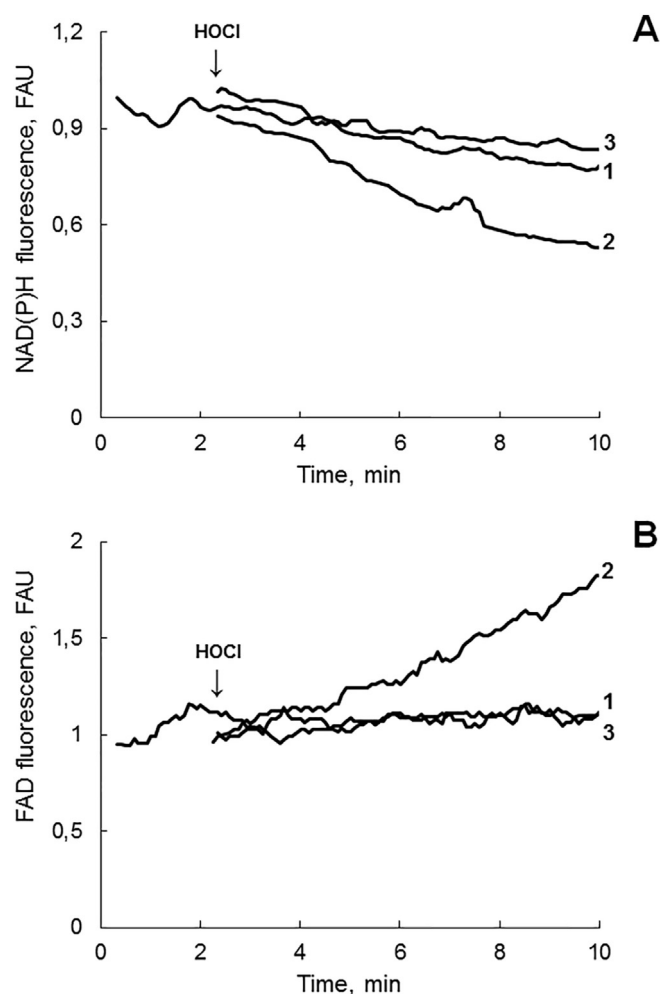 A
NAD(P)H fluorescence, FAU
1,2
0,9
0,6
0,3
0
HOCl
3
1
2
0 2 4 6 8 10
Time, min
B
FAD fluorescence, FAU
2
1,5
1
0,5
0
HOCl
2
1
3
0 2 4 6 8 10
Time, min